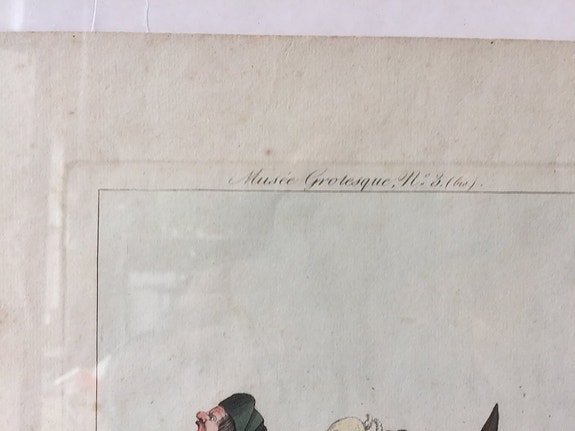 Musée Grotesque, N.º 3. (bis).